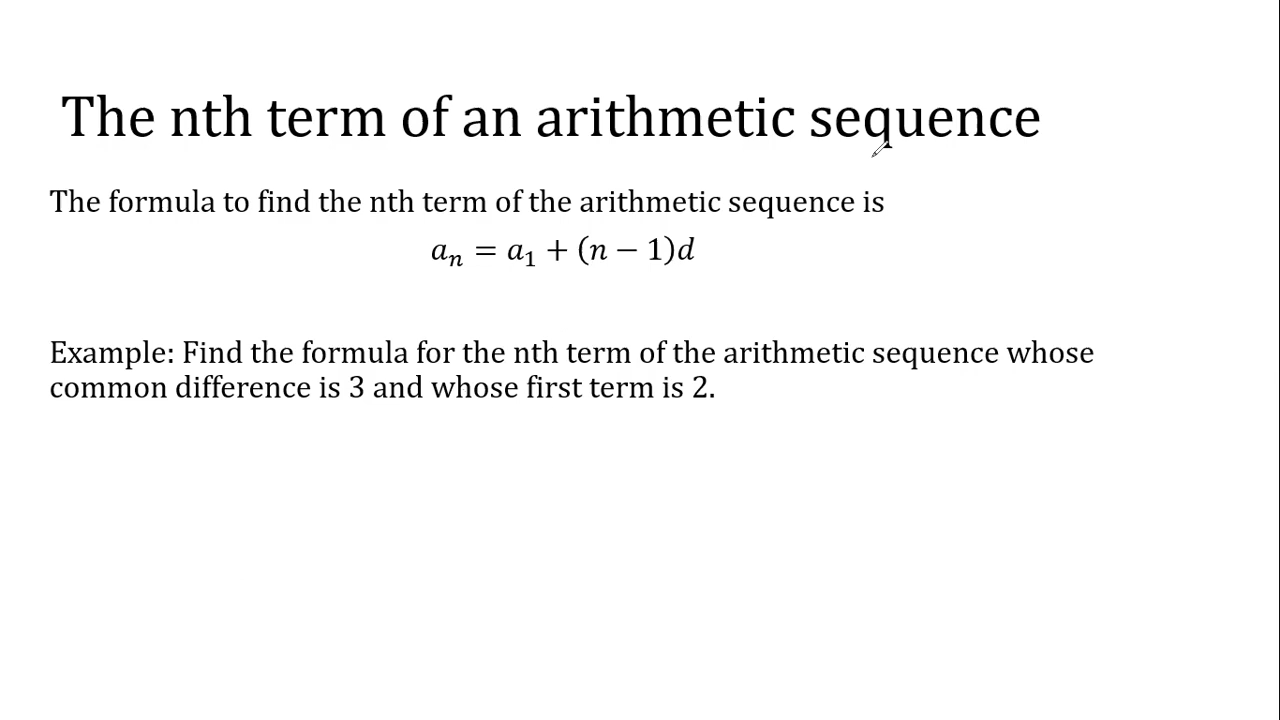 The nth term of an arithmetic sequence
The formula to find the nth term of the arithmetic sequence is
aₙ = a₁ + (n − 1)d
Example: Find the formula for the nth term of the arithmetic sequence whose
common difference is 3 and whose first term is 2.